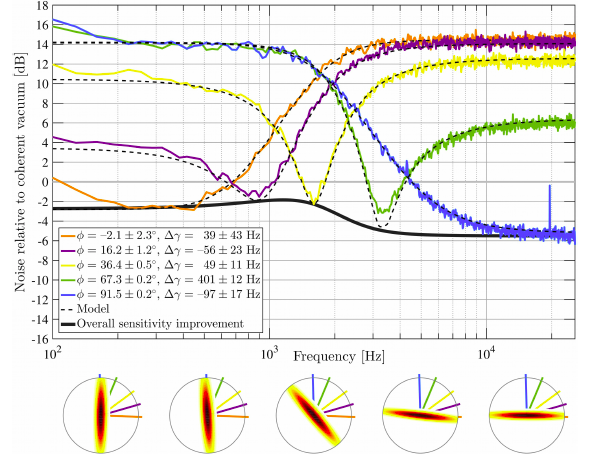 18
16
14
12
10
8
6
4
2
0
-2
-4
-6
-8
-10
-12
-14
-16
Noise relative to coherent vacuum [dB]
ϕ = −2.1 ± 2.3°, Δγ = 39 ± 43 Hz
ϕ = 16.2 ± 1.2°, Δγ = −56 ± 23 Hz
ϕ = 36.4 ± 0.5°, Δγ = 49 ± 11 Hz
ϕ = 67.3 ± 0.2°, Δγ = 401 ± 12 Hz
ϕ = 91.5 ± 0.2°, Δγ = −97 ± 17 Hz
Model
Overall sensitivity improvement
10² 10³ 10⁴
Frequency [Hz]